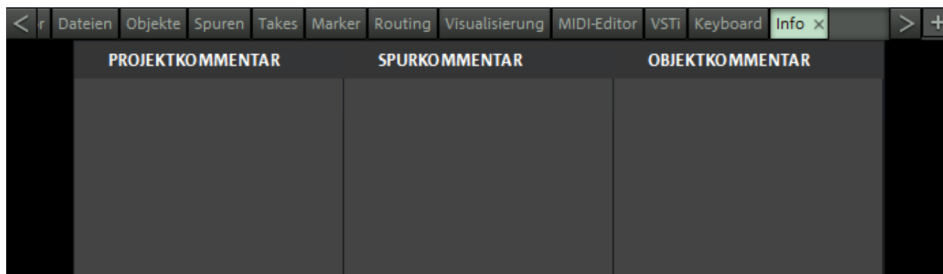 Dateien Objekte Spuren Takes Marker Routing Visualisierung MIDI-Editor VSTi Keyboard Info ×
PROJEKTKOMMENTAR SPURKOMMENTAR OBJEKTKOMMENTAR